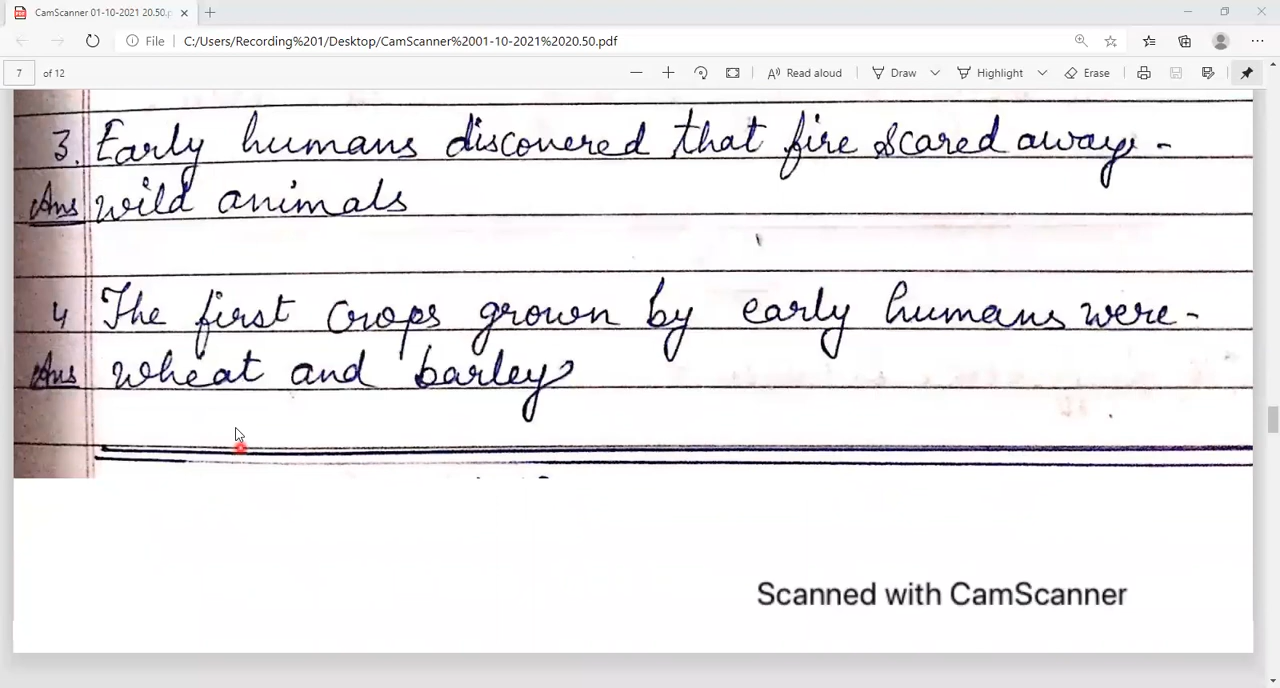 CamScanner 01-10-2021 20.50.p
File C:/Users/Recording%201/Desktop/CamScanner%2001-10-2021%2020.50.pdf
7 of 12 Read aloud Draw Highlight Erase
3. Early humans discovered that fire scared away -
Ans wild animals
4 The first crops grown by early humans were -
Ans wheat and barley
Scanned with CamScanner